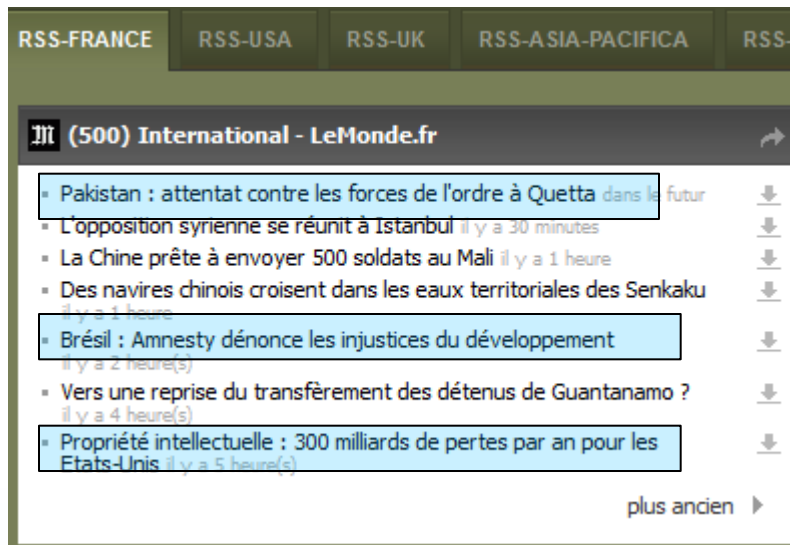 RSS-FRANCE RSS-USA RSS-UK RSS-ASIA-PACIFICA RSS-
M (500) International - LeMonde.fr
Pakistan : attentat contre les forces de l'ordre à Quetta dans le futur
L'opposition syrienne se réunit à Istanbul il y a 30 minutes
La Chine prête à envoyer 500 soldats au Mali il y a 1 heure
Des navires chinois croisent dans les eaux territoriales des Senkaku
il y a 1 heure
Brésil : Amnesty dénonce les injustices du développement
il y a 2 heure(s)
Vers une reprise du transfèrement des détenus de Guantanamo ?
il y a 4 heure(s)
Propriété intellectuelle : 300 milliards de pertes par an pour les
Etats-Unis il y a 5 heure(s)
plus ancien